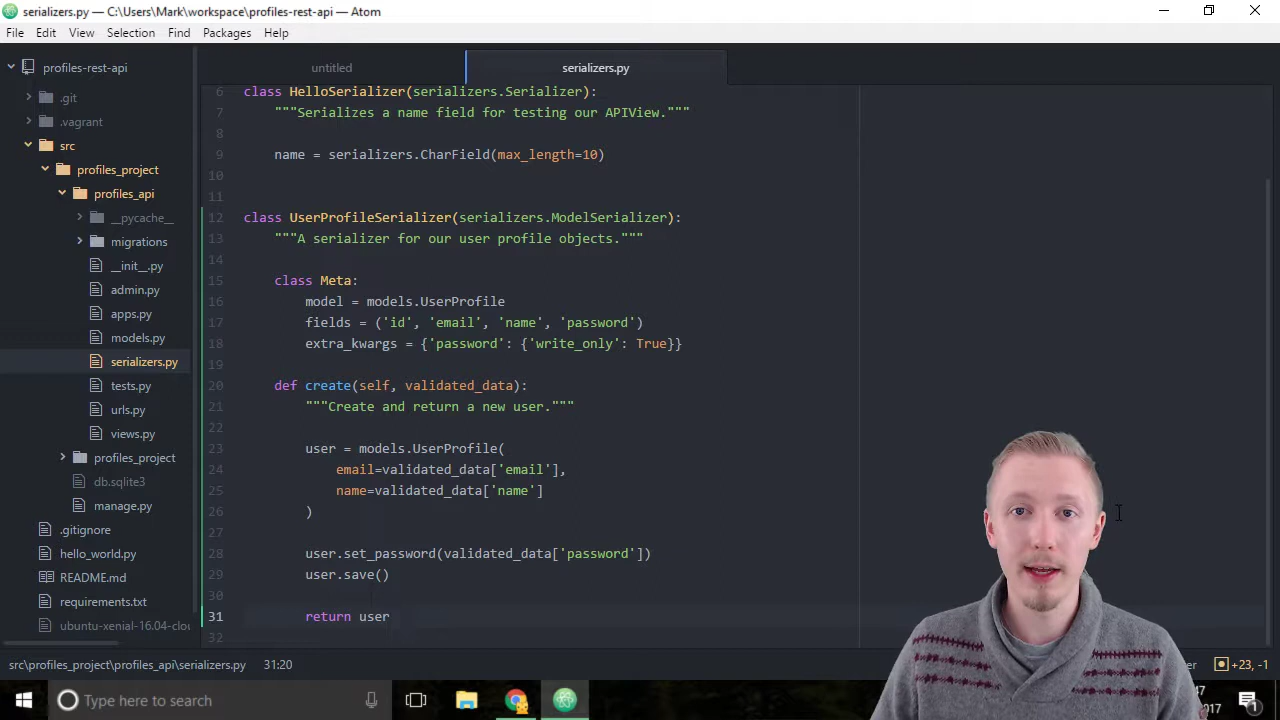 serializers.py — C:\Users\Mark\workspace\profiles-rest-api — Atom
File Edit View Selection Find Packages Help
profiles-rest-api
.git
.vagrant
src
profiles_project
profiles_api
__pycache__
migrations
__init__.py
admin.py
apps.py
models.py
serializers.py
tests.py
urls.py
views.py
profiles_project
db.sqlite3
manage.py
.gitignore
hello_world.py
README.md
requirements.txt
ubuntu-xenial-16.04-clou
untitled
serializers.py
6 class HelloSerializer(serializers.Serializer):
7 """Serializes a name field for testing our APIView."""
8
9 name = serializers.CharField(max_length=10)
10
11
12 class UserProfileSerializer(serializers.ModelSerializer):
13 """A serializer for our user profile objects."""
14
15 class Meta:
16 model = models.UserProfile
17 fields = ('id', 'email', 'name', 'password')
18 extra_kwargs = {'password': {'write_only': True}}
19
20 def create(self, validated_data):
21 """Create and return a new user."""
22
23 user = models.UserProfile(
24 email=validated_data['email'],
25 name=validated_data['name']
26 )
27
28 user.set_password(validated_data['password'])
29 user.save()
30
31 return user
32
src\profiles_project\profiles_api\serializers.py 31:20
+23, -1
Type here to search